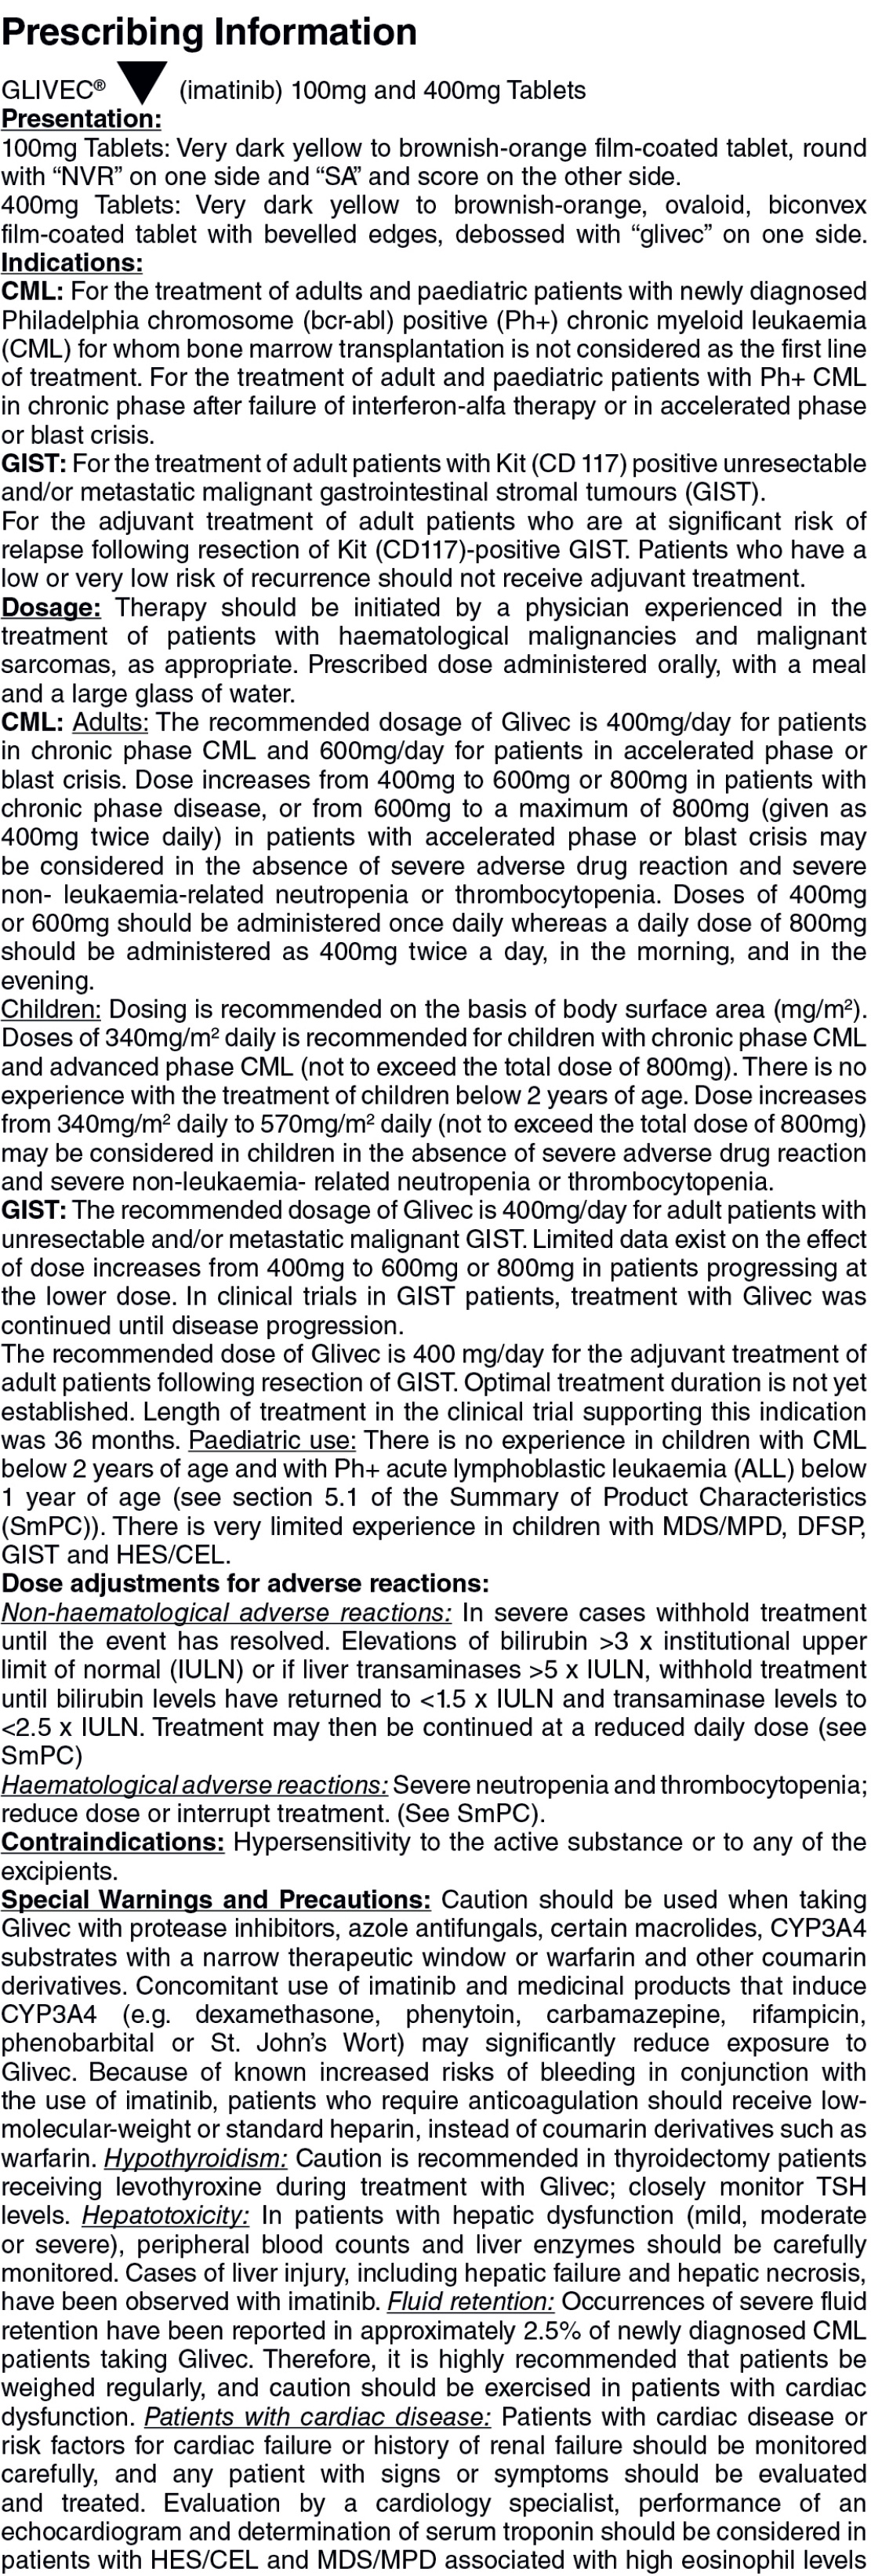 Prescribing Information
GLIVEC® ▼ (imatinib) 100mg and 400mg Tablets
Presentation:
100mg Tablets: Very dark yellow to brownish-orange film-coated tablet, round
with “NVR” on one side and “SA” and score on the other side.
400mg Tablets: Very dark yellow to brownish-orange, ovaloid, biconvex
film-coated tablet with bevelled edges, debossed with “glivec” on one side.
Indications:
CML: For the treatment of adults and paediatric patients with newly diagnosed
Philadelphia chromosome (bcr-abl) positive (Ph+) chronic myeloid leukaemia
(CML) for whom bone marrow transplantation is not considered as the first line
of treatment. For the treatment of adult and paediatric patients with Ph+ CML
in chronic phase after failure of interferon-alfa therapy or in accelerated phase
or blast crisis.
GIST: For the treatment of adult patients with Kit (CD 117) positive unresectable
and/or metastatic malignant gastrointestinal stromal tumours (GIST).
For the adjuvant treatment of adult patients who are at significant risk of
relapse following resection of Kit (CD117)-positive GIST. Patients who have a
low or very low risk of recurrence should not receive adjuvant treatment.
Dosage: Therapy should be initiated by a physician experienced in the
treatment of patients with haematological malignancies and malignant
sarcomas, as appropriate. Prescribed dose administered orally, with a meal
and a large glass of water.
CML: Adults: The recommended dosage of Glivec is 400mg/day for patients
in chronic phase CML and 600mg/day for patients in accelerated phase or
blast crisis. Dose increases from 400mg to 600mg or 800mg in patients with
chronic phase disease, or from 600mg to a maximum of 800mg (given as
400mg twice daily) in patients with accelerated phase or blast crisis may
be considered in the absence of severe adverse drug reaction and severe
non- leukaemia-related neutropenia or thrombocytopenia. Doses of 400mg
or 600mg should be administered once daily whereas a daily dose of 800mg
should be administered as 400mg twice a day, in the morning, and in the
evening.
Children: Dosing is recommended on the basis of body surface area (mg/m²).
Doses of 340mg/m² daily is recommended for children with chronic phase CML
and advanced phase CML (not to exceed the total dose of 800mg). There is no
experience with the treatment of children below 2 years of age. Dose increases
from 340mg/m² daily to 570mg/m² daily (not to exceed the total dose of 800mg)
may be considered in children in the absence of severe adverse drug reaction
and severe non-leukaemia- related neutropenia or thrombocytopenia.
GIST: The recommended dosage of Glivec is 400mg/day for adult patients with
unresectable and/or metastatic malignant GIST. Limited data exist on the effect
of dose increases from 400mg to 600mg or 800mg in patients progressing at
the lower dose. In clinical trials in GIST patients, treatment with Glivec was
continued until disease progression.
The recommended dose of Glivec is 400 mg/day for the adjuvant treatment of
adult patients following resection of GIST. Optimal treatment duration is not yet
established. Length of treatment in the clinical trial supporting this indication
was 36 months. Paediatric use: There is no experience in children with CML
below 2 years of age and with Ph+ acute lymphoblastic leukaemia (ALL) below
1 year of age (see section 5.1 of the Summary of Product Characteristics
(SmPC)). There is very limited experience in children with MDS/MPD, DFSP,
GIST and HES/CEL.
Dose adjustments for adverse reactions:
Non-haematological adverse reactions: In severe cases withhold treatment
until the event has resolved. Elevations of bilirubin >3 x institutional upper
limit of normal (IULN) or if liver transaminases >5 x IULN, withhold treatment
until bilirubin levels have returned to <1.5 x IULN and transaminase levels to
<2.5 x IULN. Treatment may then be continued at a reduced daily dose (see
SmPC)
Haematological adverse reactions: Severe neutropenia and thrombocytopenia;
reduce dose or interrupt treatment. (See SmPC).
Contraindications: Hypersensitivity to the active substance or to any of the
excipients.
Special Warnings and Precautions: Caution should be used when taking
Glivec with protease inhibitors, azole antifungals, certain macrolides, CYP3A4
substrates with a narrow therapeutic window or warfarin and other coumarin
derivatives. Concomitant use of imatinib and medicinal products that induce
CYP3A4 (e.g. dexamethasone, phenytoin, carbamazepine, rifampicin,
phenobarbital or St. John’s Wort) may significantly reduce exposure to
Glivec. Because of known increased risks of bleeding in conjunction with
the use of imatinib, patients who require anticoagulation should receive low-
molecular-weight or standard heparin, instead of coumarin derivatives such as
warfarin. Hypothyroidism: Caution is recommended in thyroidectomy patients
receiving levothyroxine during treatment with Glivec; closely monitor TSH
levels. Hepatotoxicity: In patients with hepatic dysfunction (mild, moderate
or severe), peripheral blood counts and liver enzymes should be carefully
monitored. Cases of liver injury, including hepatic failure and hepatic necrosis,
have been observed with imatinib. Fluid retention: Occurrences of severe fluid
retention have been reported in approximately 2.5% of newly diagnosed CML
patients taking Glivec. Therefore, it is highly recommended that patients be
weighed regularly, and caution should be exercised in patients with cardiac
dysfunction. Patients with cardiac disease: Patients with cardiac disease or
risk factors for cardiac failure or history of renal failure should be monitored
carefully, and any patient with signs or symptoms should be evaluated
and treated. Evaluation by a cardiology specialist, performance of an
echocardiogram and determination of serum troponin should be considered in
patients with HES/CEL and MDS/MPD associated with high eosinophil levels